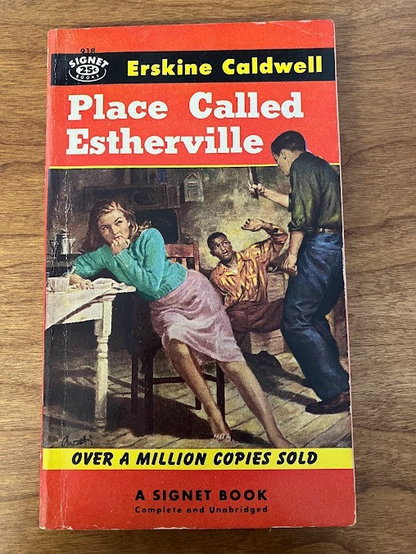 918
SIGNET
25¢
BOOKS
Erskine Caldwell
Place Called
Estherville
OVER A MILLION COPIES SOLD
A SIGNET BOOK
Complete and Unabridged